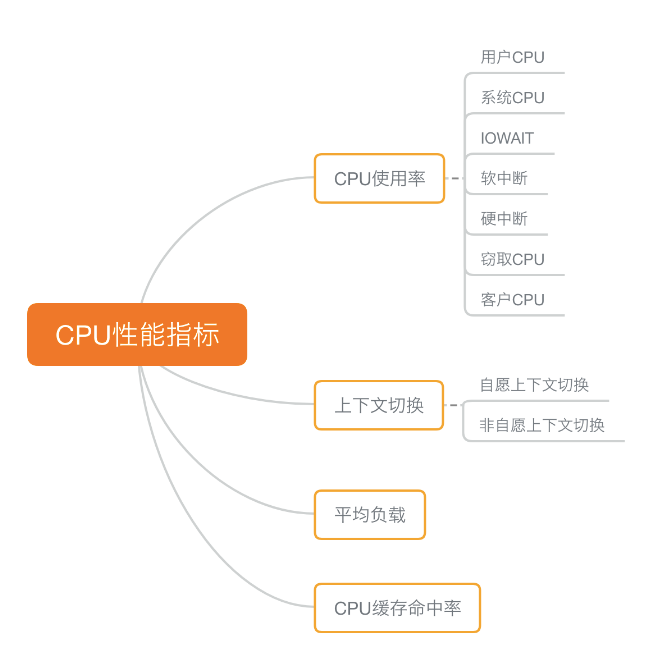 CPU性能指标
CPU使用率
用户CPU
系统CPU
IOWAIT
软中断
硬中断
窃取CPU
客户CPU
上下文切换
自愿上下文切换
非自愿上下文切换
平均负载
CPU缓存命中率